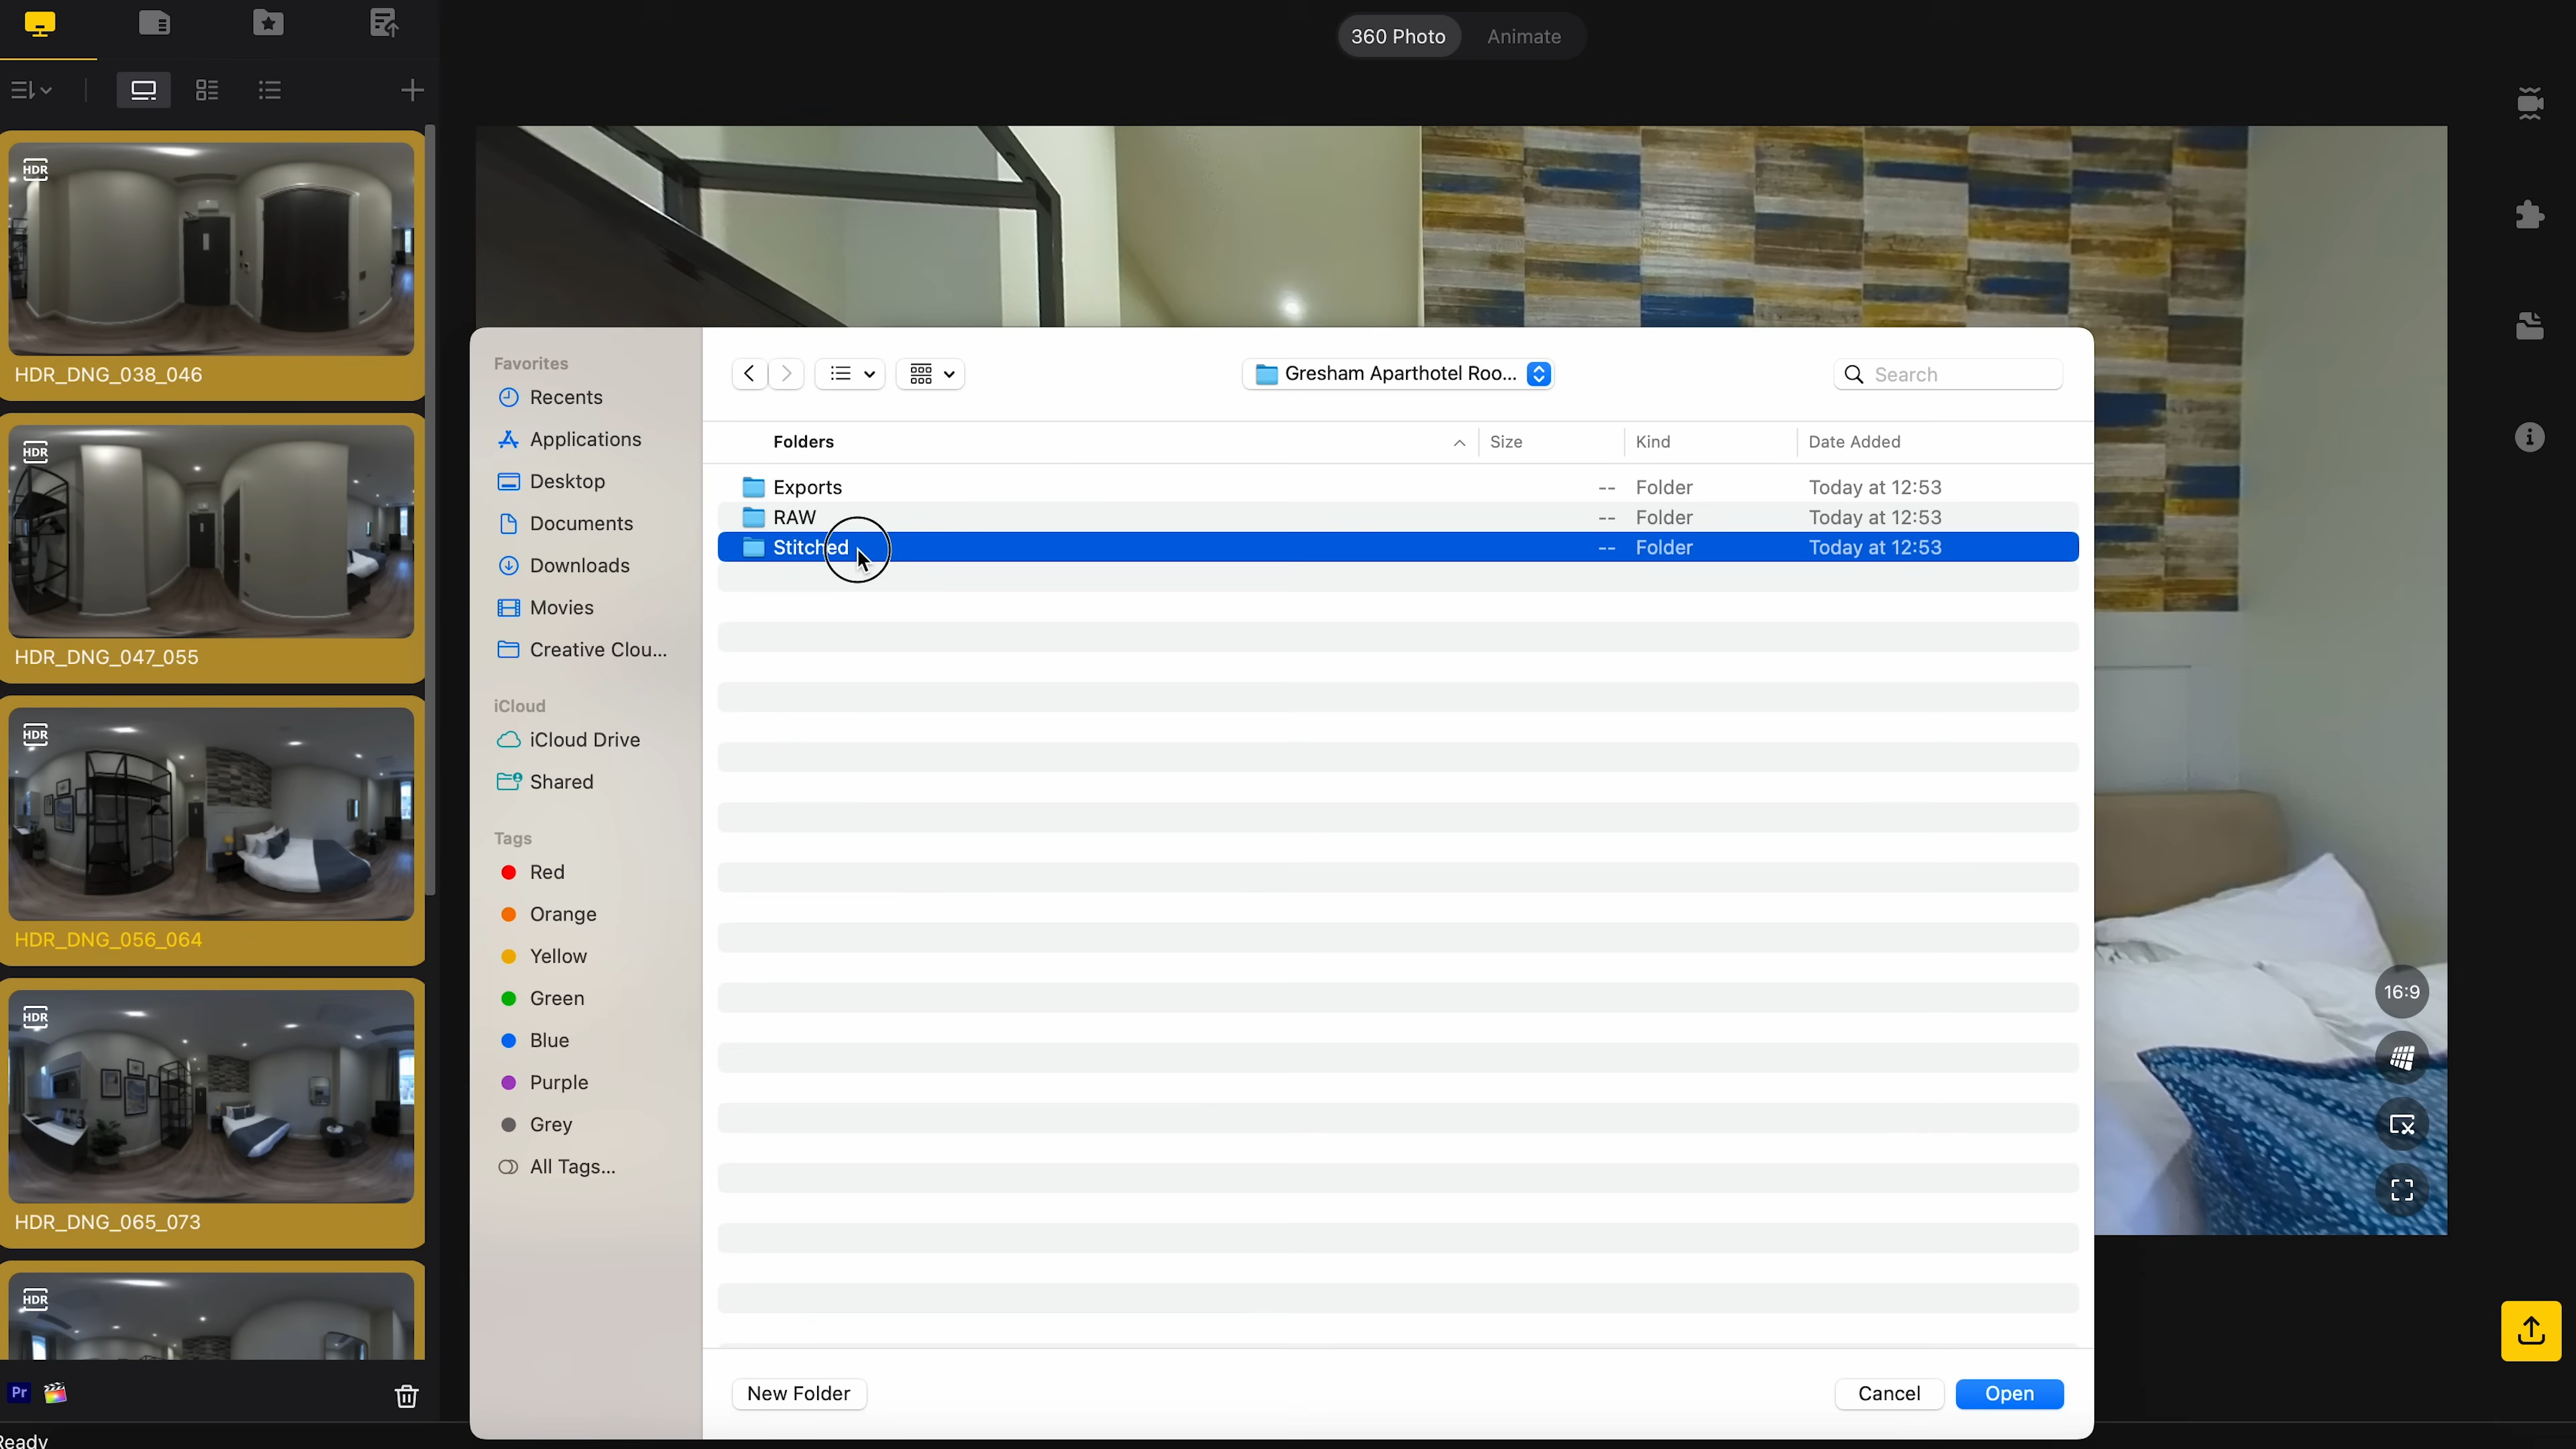 360 Photo
Animate
HDR
HDR_DNG_038_046
HDR
HDR_DNG_047_055
HDR
HDR_DNG_056_064
HDR
HDR_DNG_065_073
HDR
Pr
Ready
Favorites
Recents
Applications
Desktop
Documents
Downloads
Movies
Creative Clou...
iCloud
iCloud Drive
Shared
Tags
Red
Orange
Yellow
Green
Blue
Purple
Grey
All Tags...
Gresham Aparthotel Roo...
Search
Folders Size Kind Date Added
Exports -- Folder Today at 12:53
RAW -- Folder Today at 12:53
Stitched -- Folder Today at 12:53
New Folder
Cancel
Open
16:9